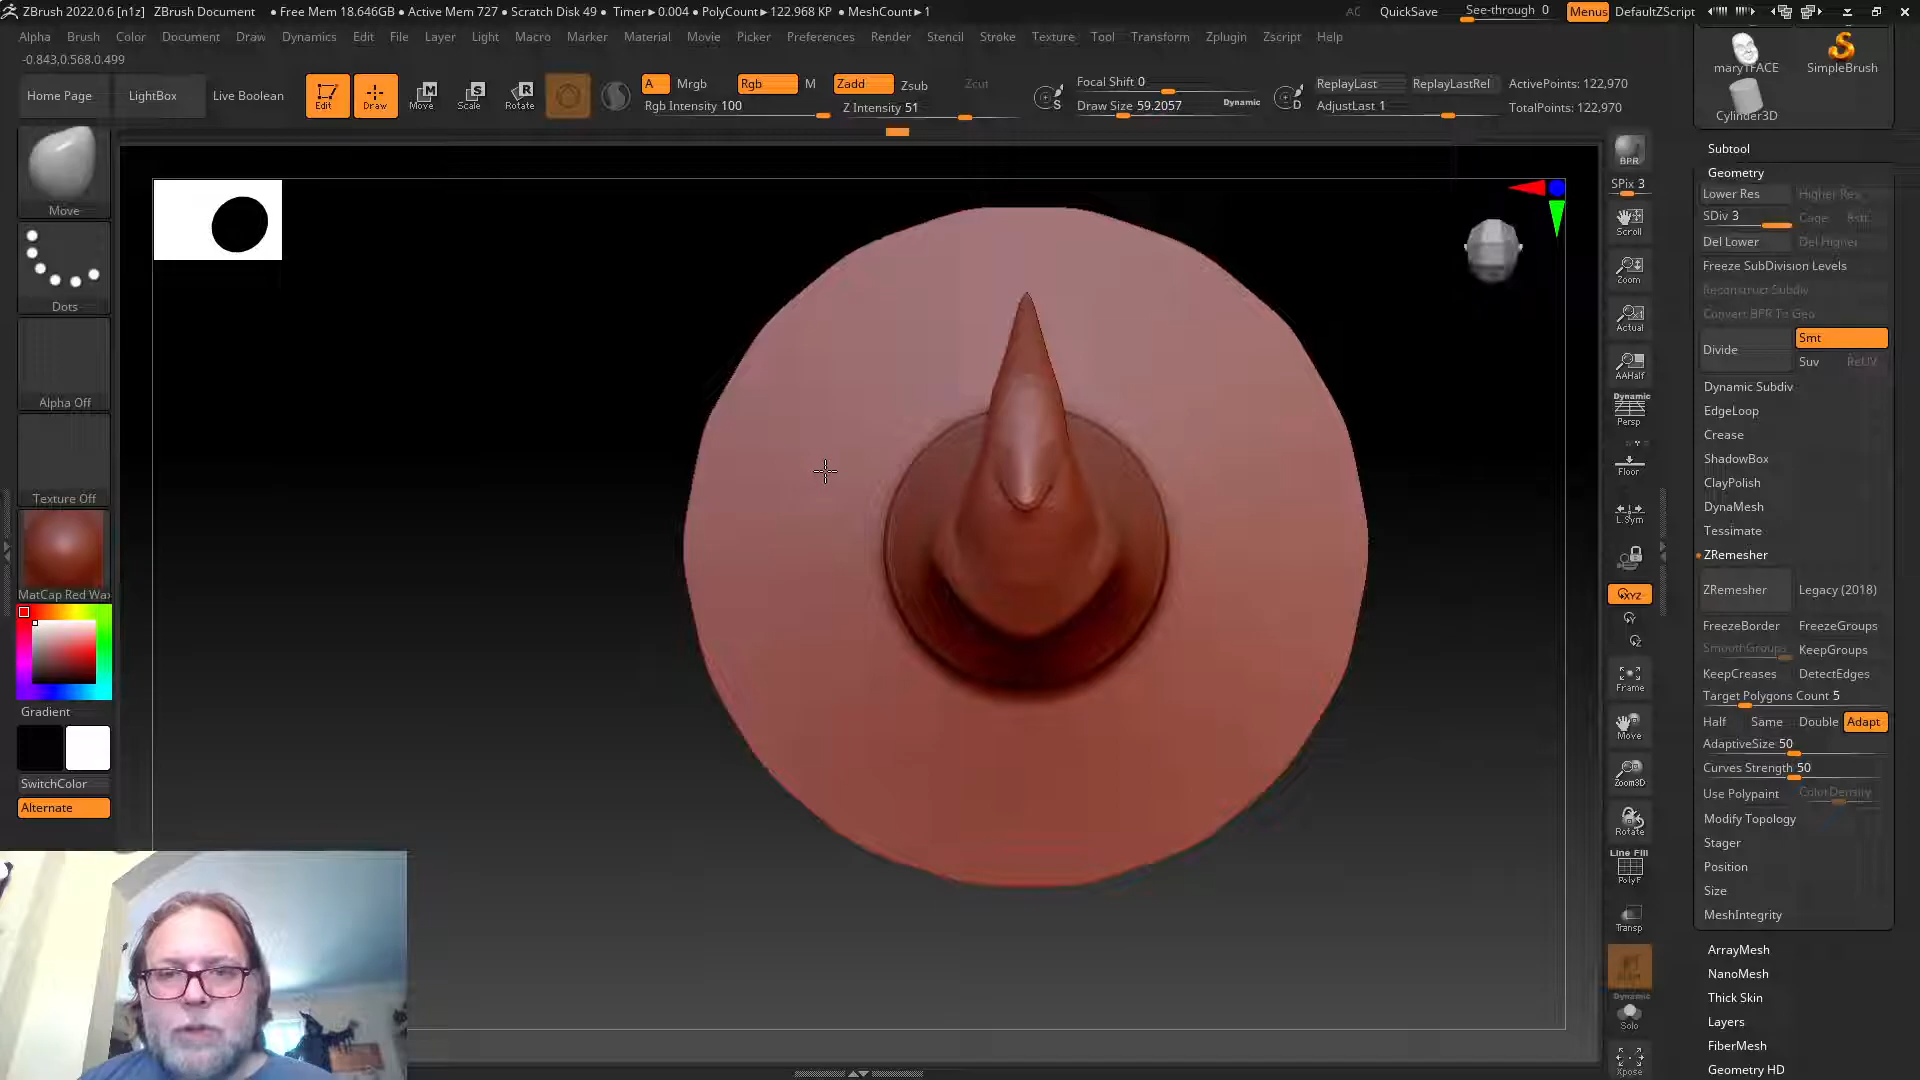 ZBrush 2022.0.6 [n1z] ZBrush Document • Free Mem 18.646GB • Active Mem 727 • Scratch Disk 49 • Timer►0.004 • PolyCount►122.968 KP • MeshCount►1 AC QuickSave See-through 0 Menus DefaultZScript
Alpha Brush Color Document Draw Dynamics Edit File Layer Light Macro Marker Material Movie Picker Preferences Render Stencil Stroke Texture Tool Transform Zplugin Zscript Help
-0.843,0.568,0.499
Home Page LightBox Live Boolean Edit Draw Move Scale Rotate
A Mrgb Rgb M Zadd Zsub Zcut
Rgb Intensity 100 Z Intensity 51
Focal Shift 0
Draw Size 59.2057 Dynamic
ReplayLast ReplayLastRel ActivePoints: 122,970
AdjustLast 1 TotalPoints: 122,970
Move
Dots
Alpha Off
Texture Off
MatCap Red Wax
Gradient
SwitchColor
Alternate
BPR
SPix 3
Scroll
Zoom
Actual
AAHalf
Dynamic
Persp
Floor
L.Sym
XYZ
Frame
Move
Zoom3D
Rotate
Line Fill
PolyF
Transp
Dynamic
Solo
Xpose
mary1FACE SimpleBrush
Cylinder3D
Subtool
Geometry
Lower Res Higher Res
SDiv 3 Cage Rstr
Del Lower Del Higher
Freeze SubDivision Levels
Reconstruct Subdiv
Convert BPR To Geo
Divide Smt
Suv ReUV
Dynamic Subdiv
EdgeLoop
Crease
ShadowBox
ClayPolish
DynaMesh
Tessimate
ZRemesher
ZRemesher Legacy (2018)
FreezeBorder FreezeGroups
SmoothGroups KeepGroups
KeepCreases DetectEdges
Target Polygons Count 5
Half Same Double Adapt
AdaptiveSize 50
Curves Strength 50
Use Polypaint ColorDensity
Modify Topology
Stager
Position
Size
MeshIntegrity
ArrayMesh
NanoMesh
Thick Skin
Layers
FiberMesh
Geometry HD